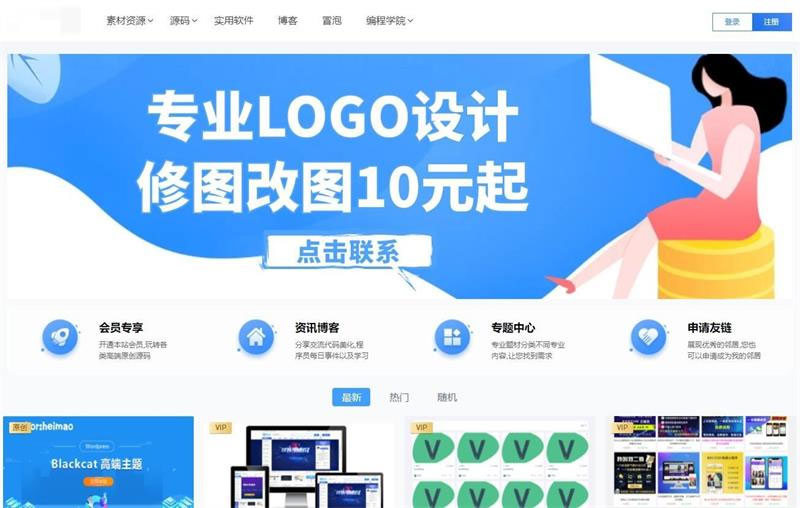 素材资源 源码 实用软件 博客 冒泡 编程学院 登录 注册
专业LOGO设计
修图改图10元起
点击联系
会员专享
开通本站会员,玩转各
类高端原创源码
资讯博客
分享交流代码美化,程
序员每日事件以及学习
专题中心
专业题材分类不同专业
内容,让您找到需求
申请友链
展现优秀的邻居,您也
可以申请成为我的邻居
最新 热门 随机
原创
orzheimao
Wordpress
Blackcat 高端主题
VIP
VIP
V V V V
V V V V
VIP